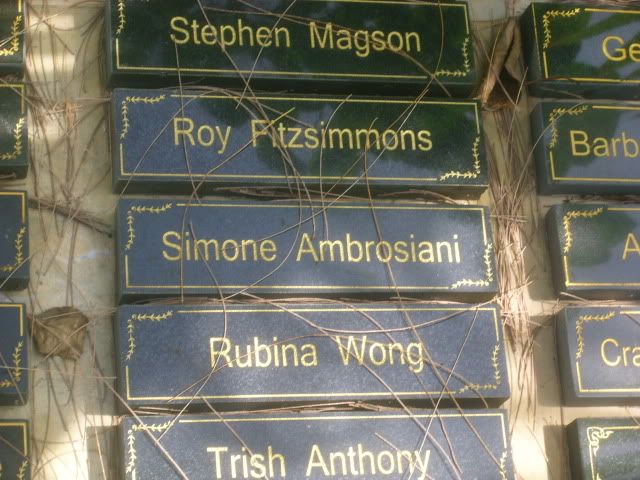 Stephen Magson
Roy Fitzsimmons
Simone Ambrosiani
Rubina Wong
Trish Anthony